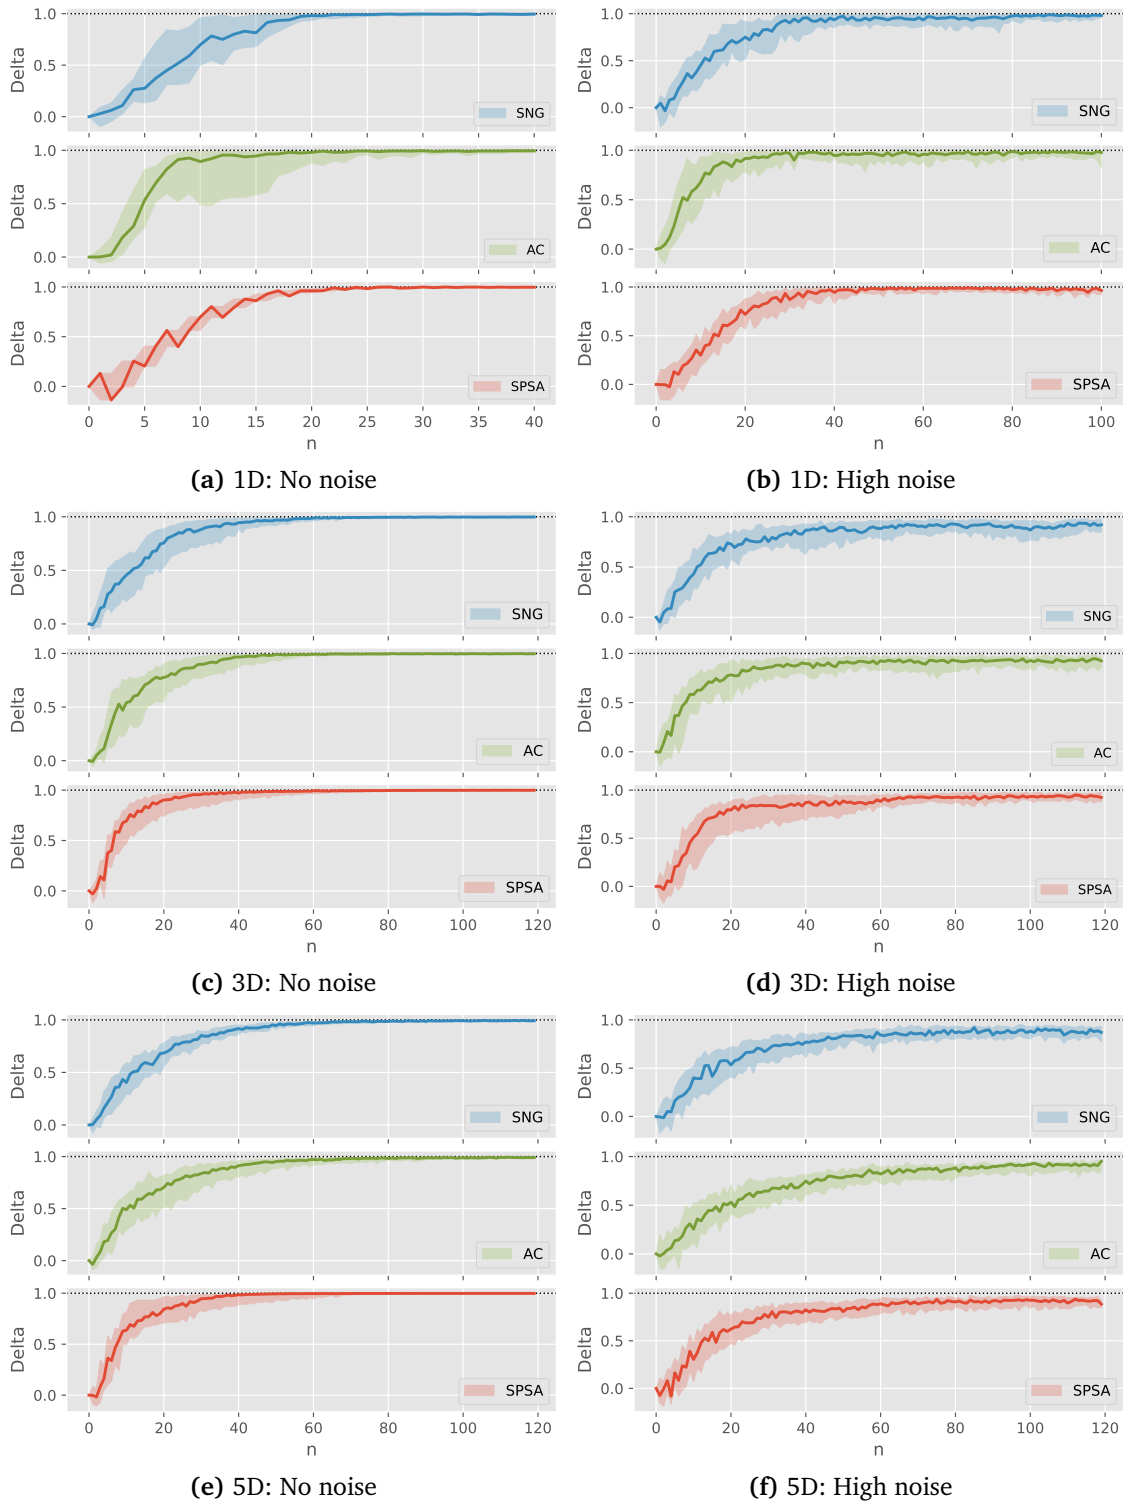 1.0
0.5
0.0
Delta
SNG
1.0
0.5
0.0
Delta
AC
1.0
0.5
0.0
Delta
SPSA
0 5 10 15 20 25 30 35 40
n
(a) 1D: No noise
1.0
0.5
0.0
Delta
SNG
1.0
0.5
0.0
Delta
AC
1.0
0.5
0.0
Delta
SPSA
0 20 40 60 80 100
n
(b) 1D: High noise
1.0
0.5
0.0
Delta
SNG
1.0
0.5
0.0
Delta
AC
1.0
0.5
0.0
Delta
SPSA
0 20 40 60 80 100 120
n
(c) 3D: No noise
1.0
0.5
0.0
Delta
SNG
1.0
0.5
0.0
Delta
AC
1.0
0.5
0.0
Delta
SPSA
0 20 40 60 80 100 120
n
(d) 3D: High noise
1.0
0.5
0.0
Delta
SNG
1.0
0.5
0.0
Delta
AC
1.0
0.5
0.0
Delta
SPSA
0 20 40 60 80 100 120
n
(e) 5D: No noise
1.0
0.5
0.0
Delta
SNG
1.0
0.5
0.0
Delta
AC
1.0
0.5
0.0
Delta
SPSA
0 20 40 60 80 100 120
n
(f) 5D: High noise